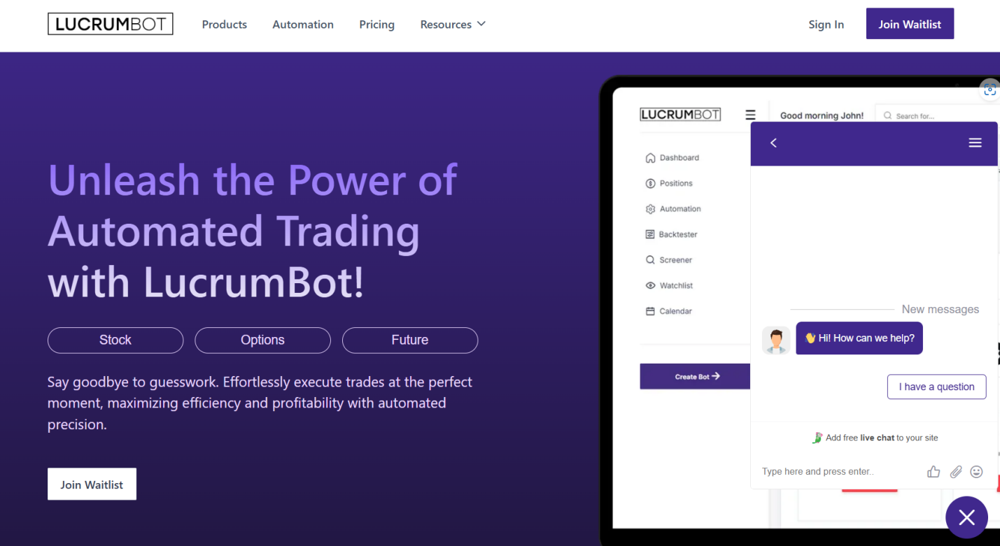 LUCRUMBOT
Products
Automation
Pricing
Resources
Sign In
Join Waitlist
Unleash the Power of
Automated Trading
with LucrumBot!
Stock
Options
Future
Say goodbye to guesswork. Effortlessly execute trades at the perfect
moment, maximizing efficiency and profitability with automated
precision.
Join Waitlist
LUCRUMBOT
Good morning John!
Search for...
Dashboard
Positions
Automation
Backtester
Screener
Watchlist
Calendar
Create Bot
New messages
👋 Hi! How can we help?
I have a question
Add free live chat to your site
Type here and press enter..